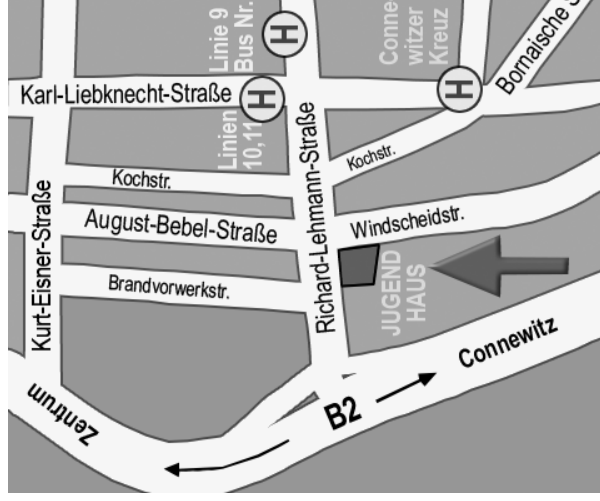 Linie 9
Bus Nr.
H
Conne-
witzer
Kreuz
Bornaische S
Karl-Liebknecht-Straße
H
H
Linien
10,11
Kochstr.
Kochstr.
Richard-Lehmann-Straße
Kurt-Eisner-Straße
August-Bebel-Straße
Windscheidstr.
JUGEND
HAUS
Brandvorwerkstr.
Connewitz
B2
Zentrum